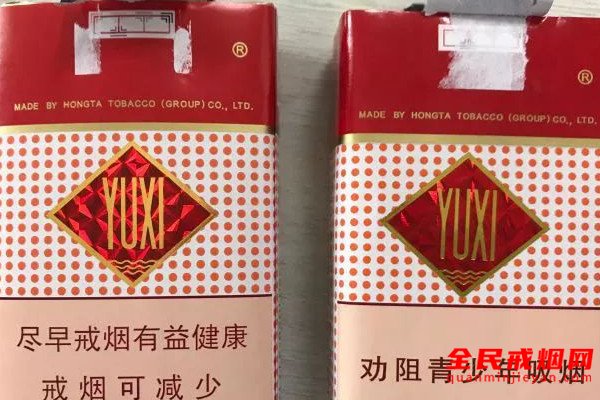 ®
MADE BY HONGTA TOBACCO (GROUP) CO., LTD.
YUXI
尽早戒烟有益健康
戒烟可减少
®
MADE BY HONGTA TOBACCO (GROUP) CO., LTD.
YUXI
劝阻青少年吸烟
全民戒烟网
quanminjieyan.com